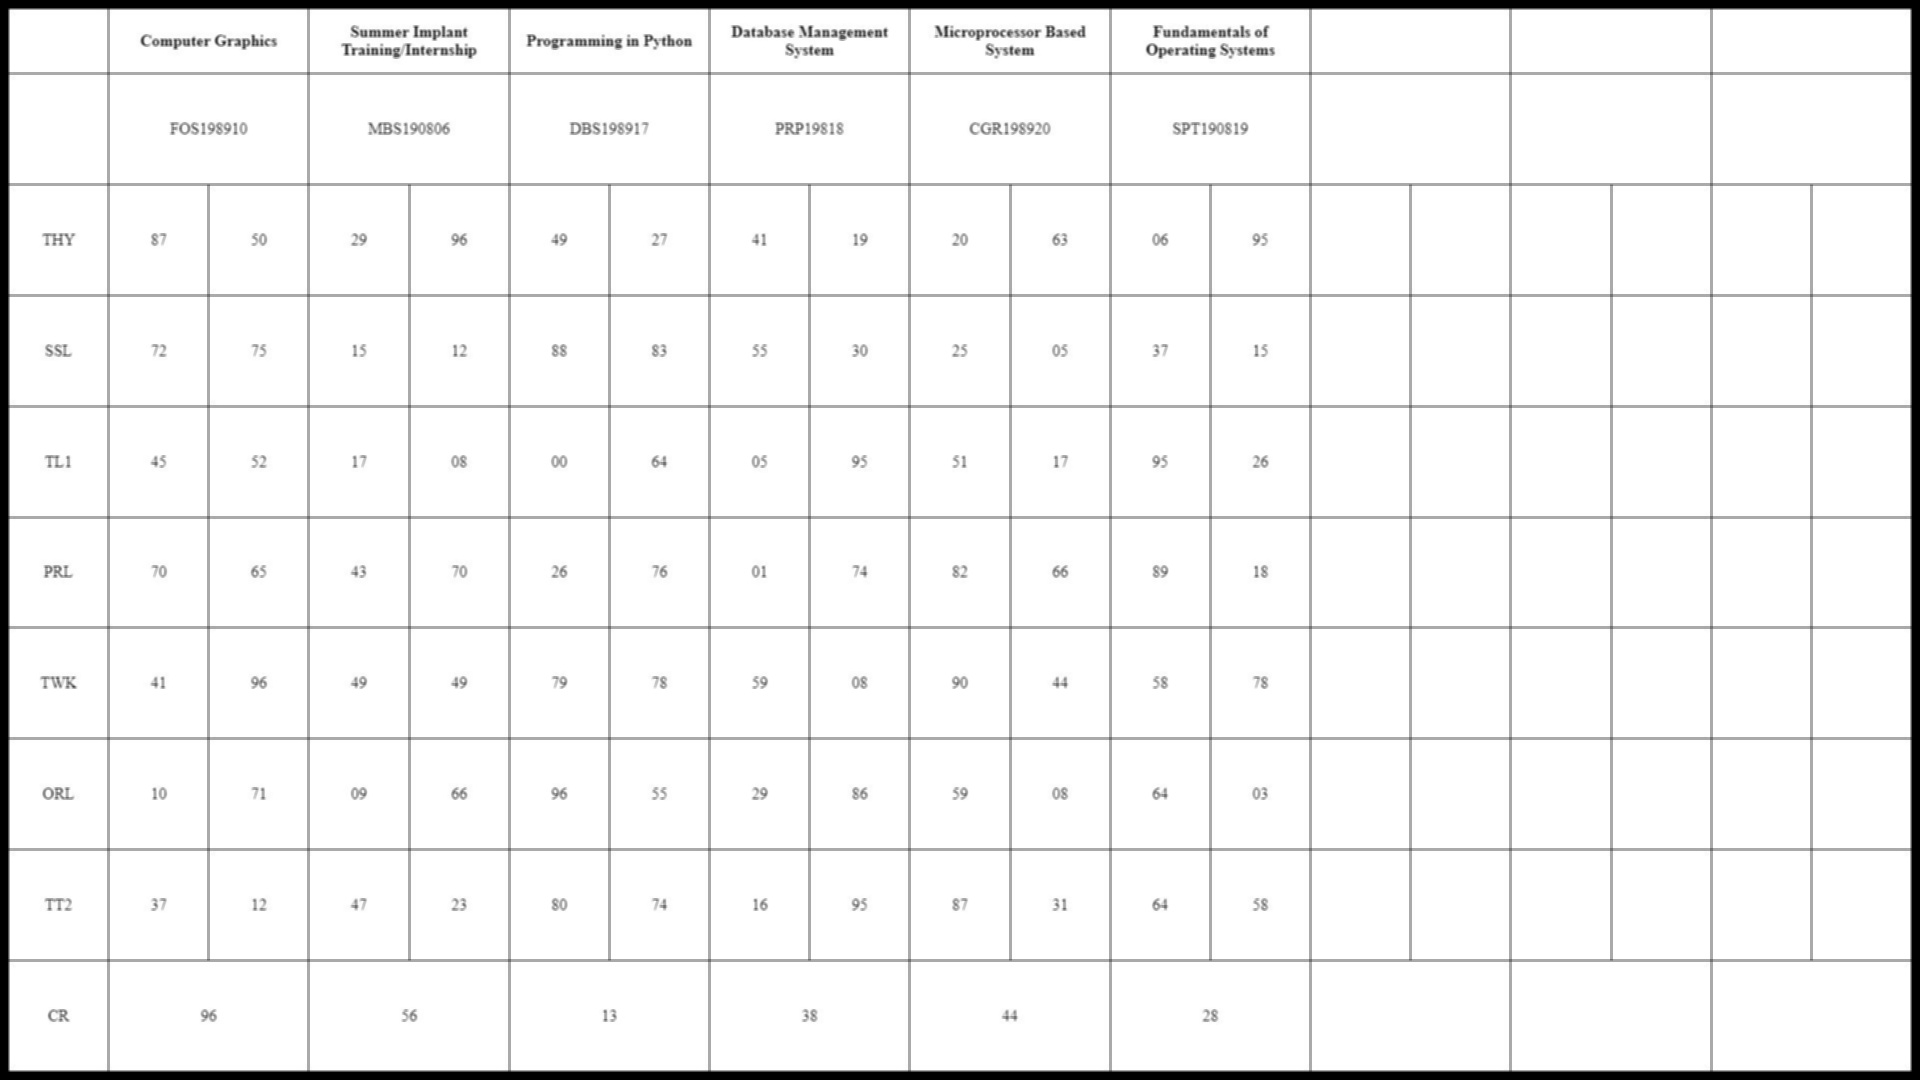 Computer Graphics
Summer Implant
Training/Internship
Programming in Python
Database Management
System
Microprocessor Based
System
Fundamentals of
Operating Systems
FOS198910 MBS190806 DBS198917 PRP19818 CGR198920 SPT190819
THY 87 50 29 96 49 27 41 19 20 63 06 95
SSL 72 75 15 12 88 83 55 30 25 05 37 15
TL1 45 52 17 08 00 64 05 95 51 17 95 26
PRL 70 65 43 70 26 76 01 74 82 66 89 18
TWK 41 96 49 49 79 78 59 08 90 44 58 78
ORL 10 71 09 66 96 55 29 86 59 08 64 03
TT2 37 12 47 23 80 74 16 95 87 31 64 58
CR 96 56 13 38 44 28